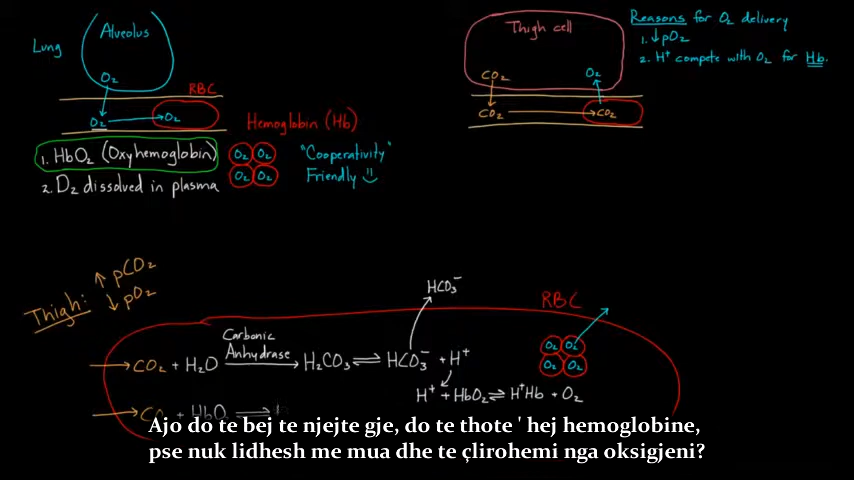 Lung
Alveolus
O₂
RBC
O₂ → O₂
Hemoglobin (Hb)
1. HbO₂ (Oxyhemoglobin)
2. O₂ dissolved in plasma
O₂ O₂
O₂ O₂
"Cooperativity"
Friendly
Thigh cell
CO₂ O₂
CO₂ → CO₂
Reasons for O₂ delivery
1. ↓pO₂
2. H⁺ compete with O₂ for Hb.
Thigh: ↑ pCO₂
↓ pO₂
RBC
HCO₃⁻
→ CO₂ + H₂O Carbonic Anhydrase → H₂CO₃ ⇌ HCO₃⁻ + H⁺
O₂ O₂
O₂ O₂
H⁺ + HbO₂ ⇌ H⁺Hb + O₂
→ CO₂ + HbO₂ ⇌
Ajo do te bej te njejte gje, do te thote ' hej hemoglobine,
pse nuk lidhesh me mua dhe te çlirohemi nga oksigjeni?